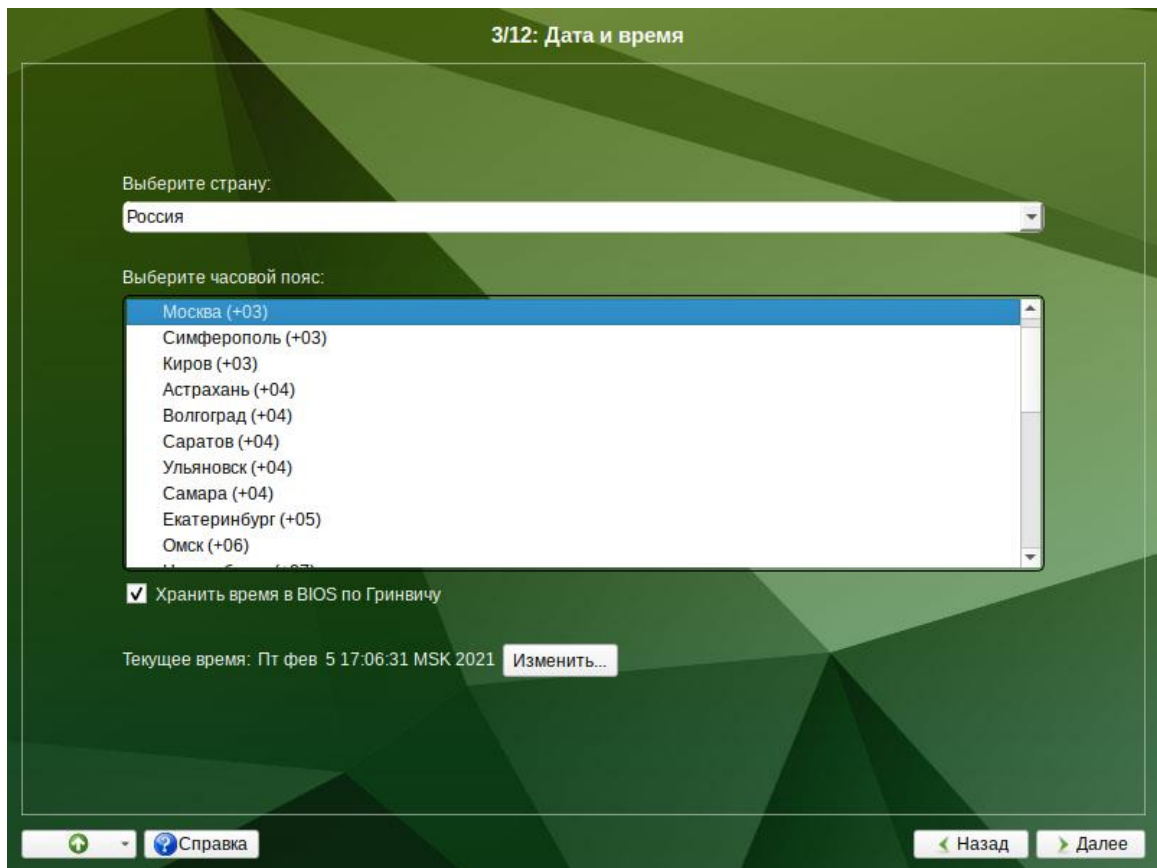 3/12: Дата и время
Выберите страну:
Россия
Выберите часовой пояс:
Москва (+03)
Симферополь (+03)
Киров (+03)
Астрахань (+04)
Волгоград (+04)
Саратов (+04)
Ульяновск (+04)
Самара (+04)
Екатеринбург (+05)
Омск (+06)
Хранить время в BIOS по Гринвичу
Текущее время: Пт фев 5 17:06:31 MSK 2021 Изменить...
Справка Назад Далее